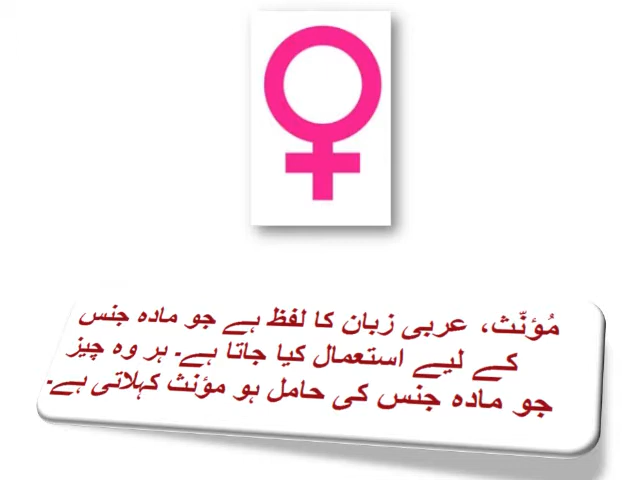 مُؤنّث، عربی زبان کا لفظ ہے جو مادہ جنس
کے لیے استعمال کیا جاتا ہے۔ ہر وہ چیز
جو مادہ جنس کی حامل ہو مؤنث کہلاتی ہے۔